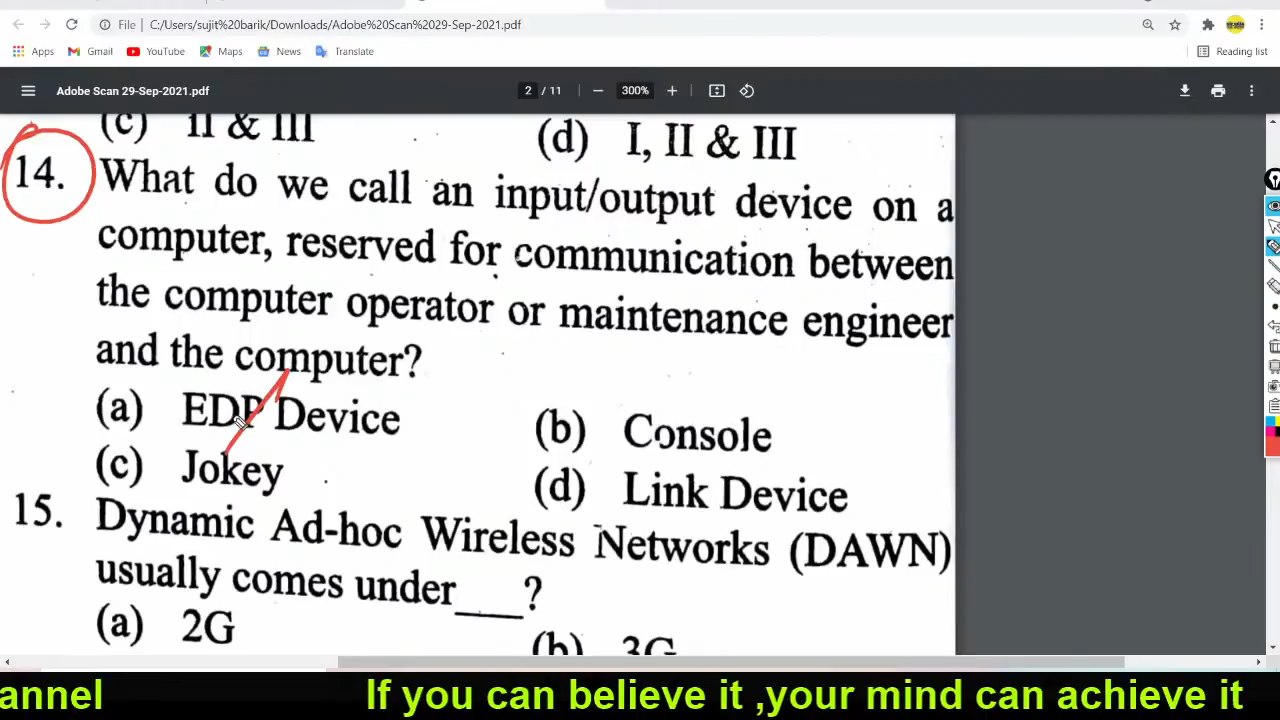 File | C:/Users/sujit%20barik/Downloads/Adobe%20Scan%2029-Sep-2021.pdf
Apps Gmail YouTube Maps News Translate Reading list
Adobe Scan 29-Sep-2021.pdf 2 / 11 300%
(c) II & III (d) I, II & III
14. What do we call an input/output device on a
computer, reserved for communication between
the computer operator or maintenance engineer
and the computer?
(a) EDP Device (b) Console
(c) Jokey (d) Link Device
15. Dynamic Ad-hoc Wireless Networks (DAWN)
usually comes under___?
(a) 2G (b) 3G
annel If you can believe it ,your mind can achieve it